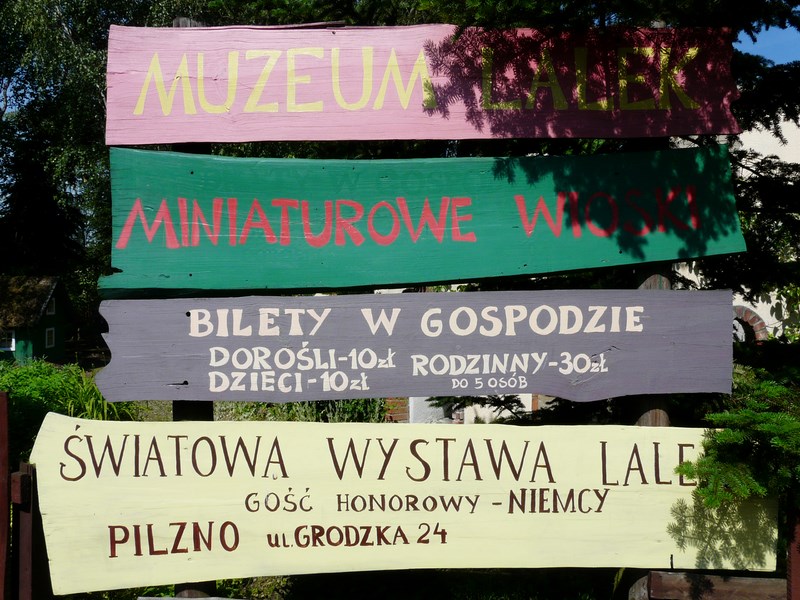 MUZEUM LALEK
MINIATUROWE WIOSKI
BILETY W GOSPODZIE
DOROŚLI-10zł RODZINNY-30zł
DZIECI-10zł DO 5 OSÓB
ŚWIATOWA WYSTAWA LALE
GOŚĆ HONOROWY - NIEMCY
PILZNO ul. GRODZKA 24